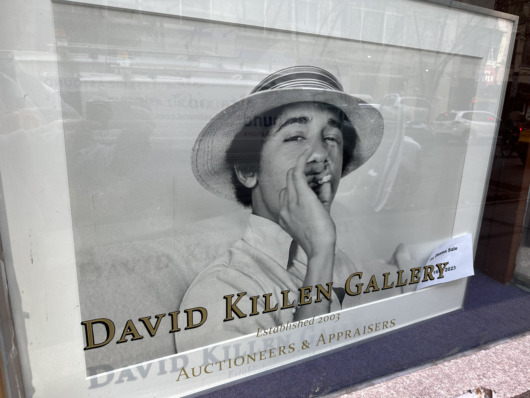 DAVID KILLEN GALLERY
Established 2003
AUCTIONEERS & APPRAISERS